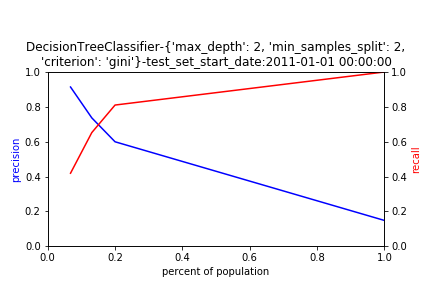 DecisionTreeClassifier-{'max_depth': 2, 'min_samples_split': 2,
'criterion': 'gini'}-test_set_start_date:2011-01-01 00:00:00
1.0
0.8
0.6
0.4
0.2
0.0
precision
1.0
0.8
0.6
0.4
0.2
0.0
recall
0.0 0.2 0.4 0.6 0.8 1.0
percent of population